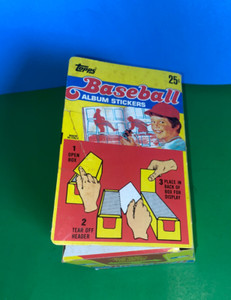 Topps
25¢
Baseball
ALBUM STICKERS
1
OPEN
BOX
2
TEAR OFF
HEADER
3 PLACE IN
BACK OF
BOX FOR
DISPLAY